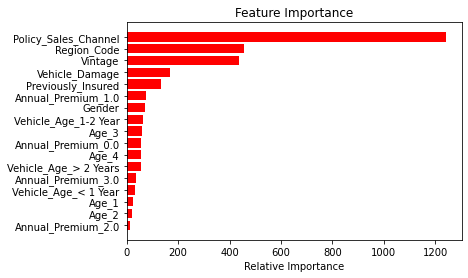 Feature Importance
Policy_Sales_Channel
Region_Code
Vintage
Vehicle_Damage
Previously_Insured
Annual_Premium_1.0
Gender
Vehicle_Age_1-2 Year
Age_3
Annual_Premium_0.0
Age_4
Vehicle_Age_> 2 Years
Annual_Premium_3.0
Vehicle_Age_< 1 Year
Age_1
Age_2
Annual_Premium_2.0
0 200 400 600 800 1000 1200
Relative Importance